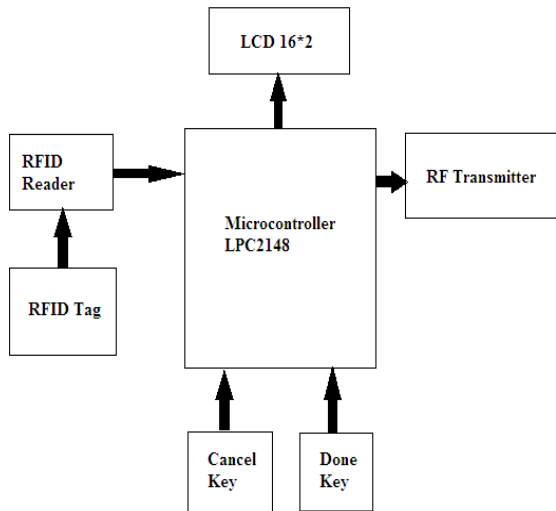 LCD 16*2
RFID
Reader
RF Transmitter
Microcontroller
LPC2148
RFID Tag
Cancel
Key
Done
Key